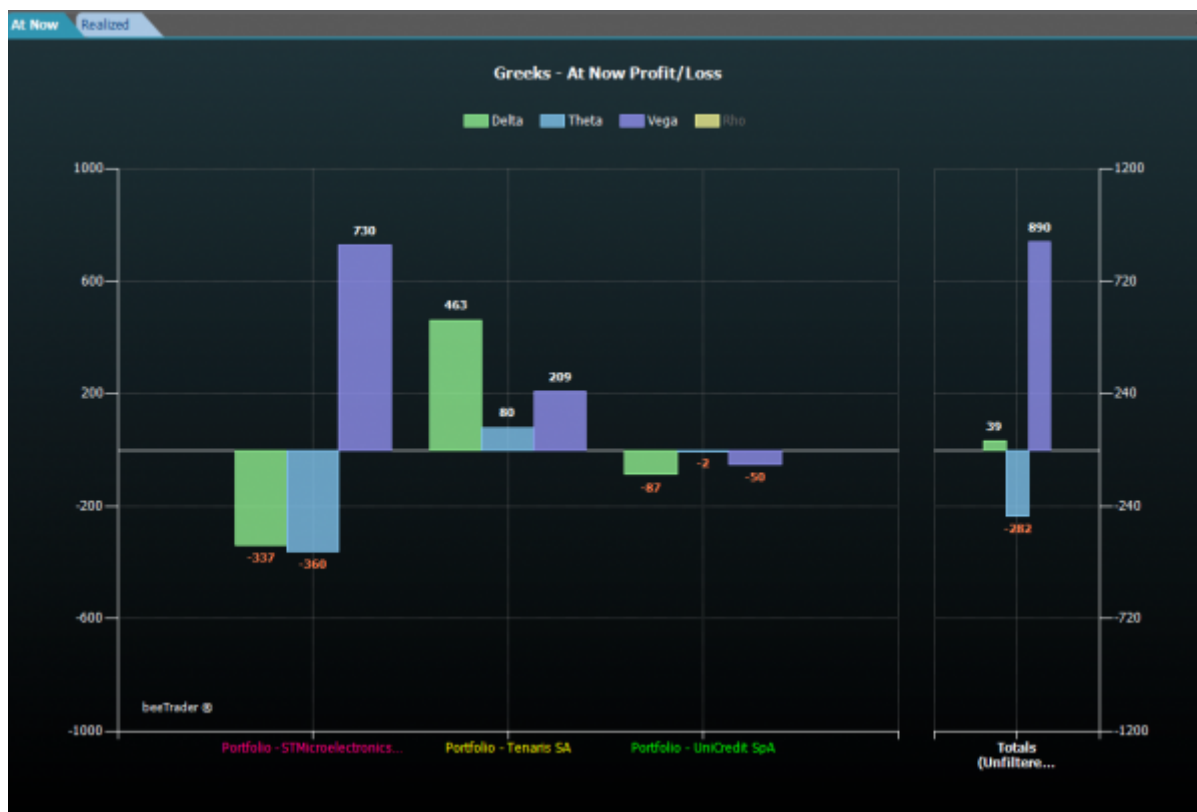 At Now Realized
Greeks - At Now Profit/Loss
Delta Theta Vega Rho
1000 1200
890
730
600 720
463
209
200 240
80
39
-2
-87 -50
-200 -240
-282
-337 -360
-600 -720
beeTrader ®
-1000 -1200
Portfolio - STMicroelectronics... Portfolio - Tenaris SA Portfolio - UniCredit SpA Totals
(Unfiltere...